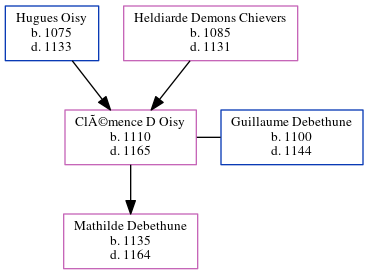 Hugues Oisy
b. 1075
d. 1133
Heldiarde Demons Chievers
b. 1085
d. 1131
ClÃ©mence D Oisy
b. 1110
d. 1165
Guillaume Debethune
b. 1100
d. 1144
Mathilde Debethune
b. 1135
d. 1164